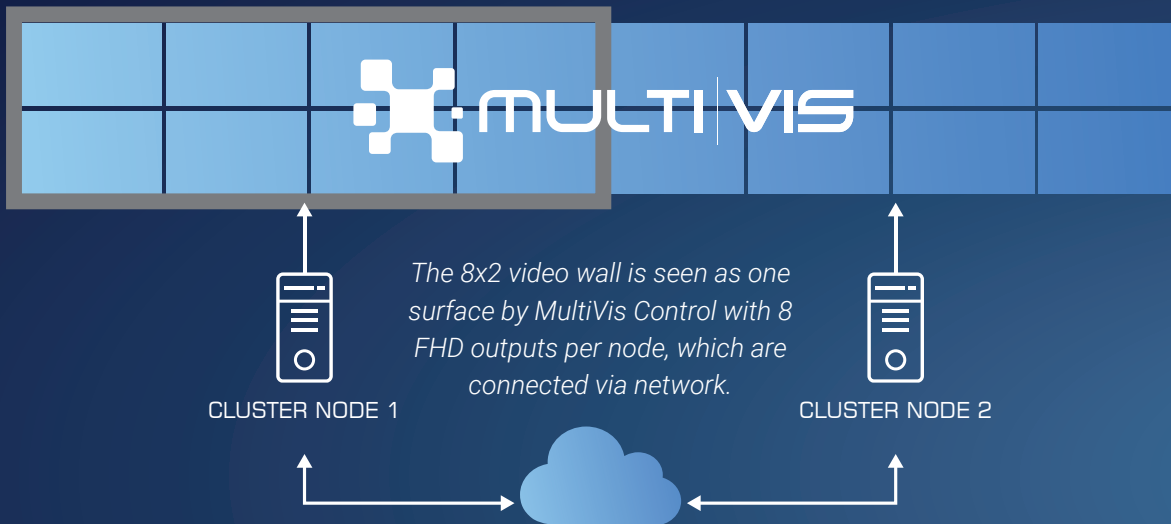 MULTI VIS
The 8x2 video wall is seen as one
surface by MultiVis Control with 8
FHD outputs per node, which are
connected via network.
CLUSTER NODE 1
CLUSTER NODE 2